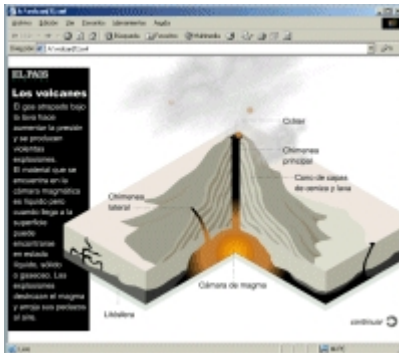 EL PAIS
Los volcanes
El gas atrapado bajo
la lava hace
aumentar la presión
y se producen
violentas
explosiones.
El material que se
encuentra en la
cámara magmática
es líquido pero
cuando llega a la
superficie
puede
encontrarse
en estado
líquido, sólido
o gaseoso. Las
explosiones
destrozan el magma
y arroja sus pedazos
al aire.
Cráter
Chimenea
principal
Cono de capas
de ceniza y lava
Chimenea
lateral
Cámara de magma
Litósfera
continuar